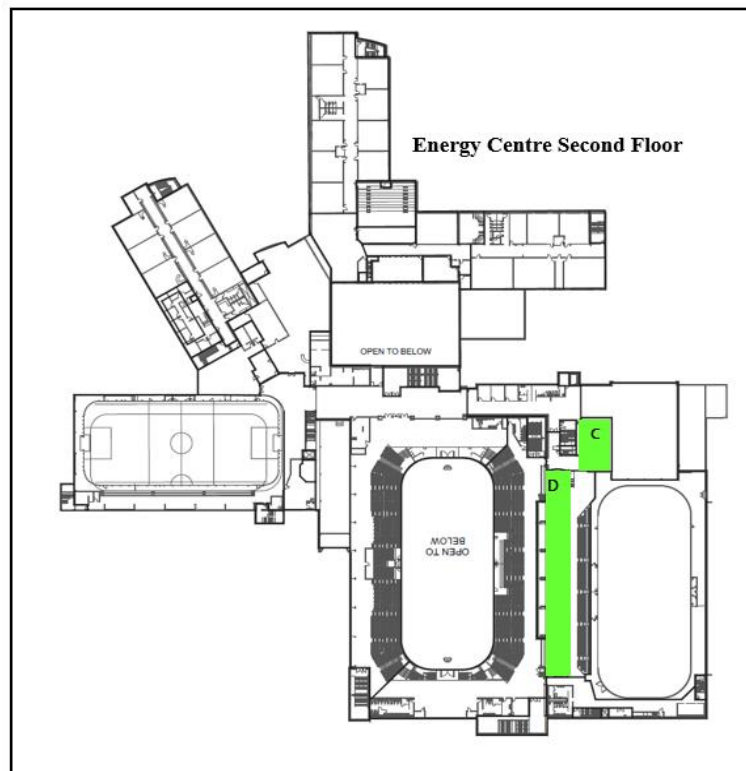 Energy Centre Second Floor
OPEN TO BELOW
C
D
OPEN TO
BELOW